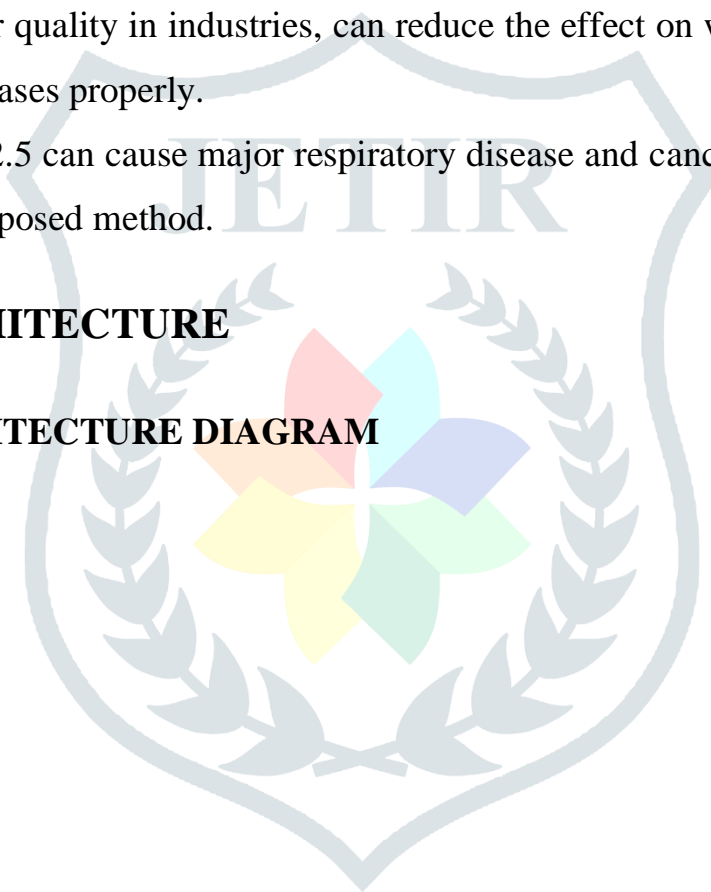 quality in industries, can reduce the effect on
ases properly.
2.5 can cause major respiratory disease and
posed method.
JETIR
HITECTURE
ITECTURE DIAGRAM